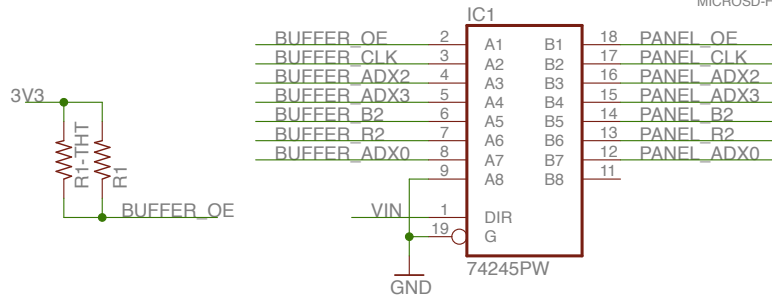 MICROSD-
IC1
BUFFER_OE 2 A1 B1 18 PANEL_OE
BUFFER_CLK 3 A2 B2 17 PANEL_CLK
BUFFER_ADX2 4 A3 B3 16 PANEL_ADX2
BUFFER_ADX3 5 A4 B4 15 PANEL_ADX3
BUFFER_B2 6 A5 B5 14 PANEL_B2
BUFFER_R2 7 A6 B6 13 PANEL_R2
BUFFER_ADX0 8 A7 B7 12 PANEL_ADX0
9 A8 B8 11
VIN 1 DIR
19 G
74245PW
GND
3V3
R1-THT
R1
BUFFER_OE